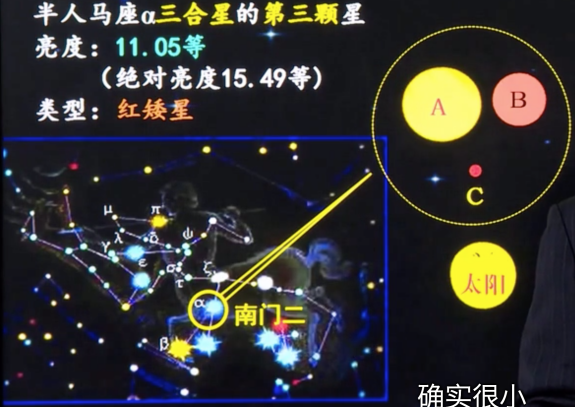 半人马座α三合星的第三颗星
亮度：11.05等
（绝对亮度15.49等）
类型：红矮星
A
B
C
太阳
μ
π
λ
γ
ψ
ε
σ
τ
ζ
α
南门二
β
确实很小